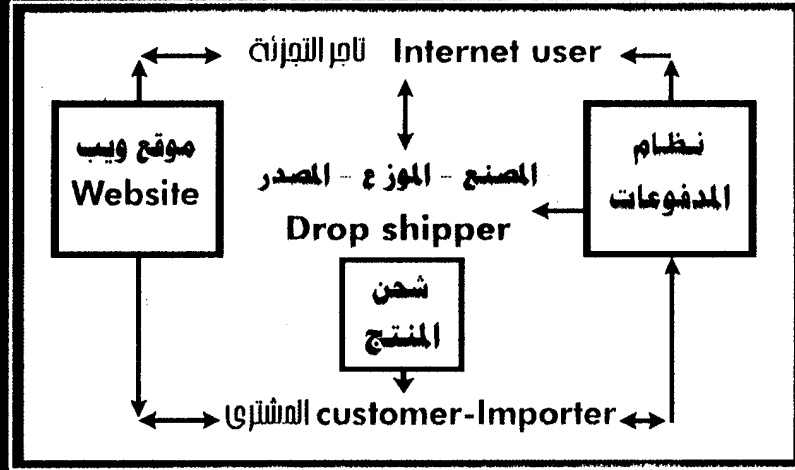 تاجر التجزئة Internet user
موقع ويب
Website
نظام
المدفوعات
المصنع - الموزع - المصدر
Drop shipper
شحن
المنتج
المشترى customer-Importer